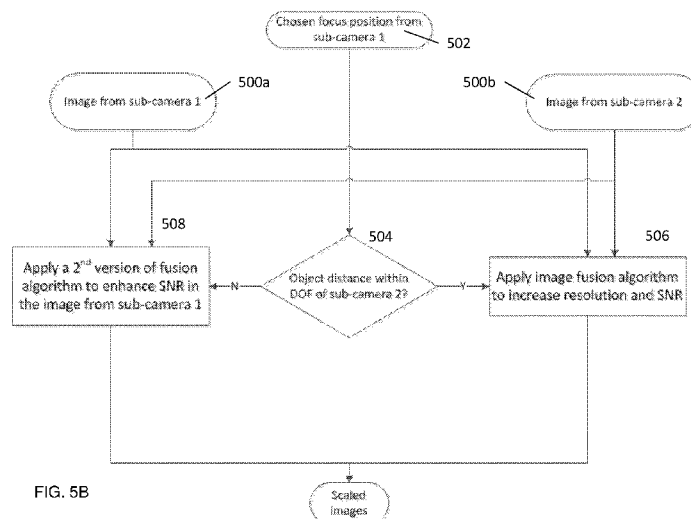 Chosen focus position from
sub-camera 1
502
500a
500b
Image from sub-camera 1
Image from sub-camera 2
508
504
506
Apply a 2nd version of fusion
algorithm to enhance SNR in
the image from sub-camera 1
N
Object distance within
DOF of sub-camera 2?
Y
Apply image fusion algorithm
to increase resolution and SNR
FIG. 5B
Scaled
images